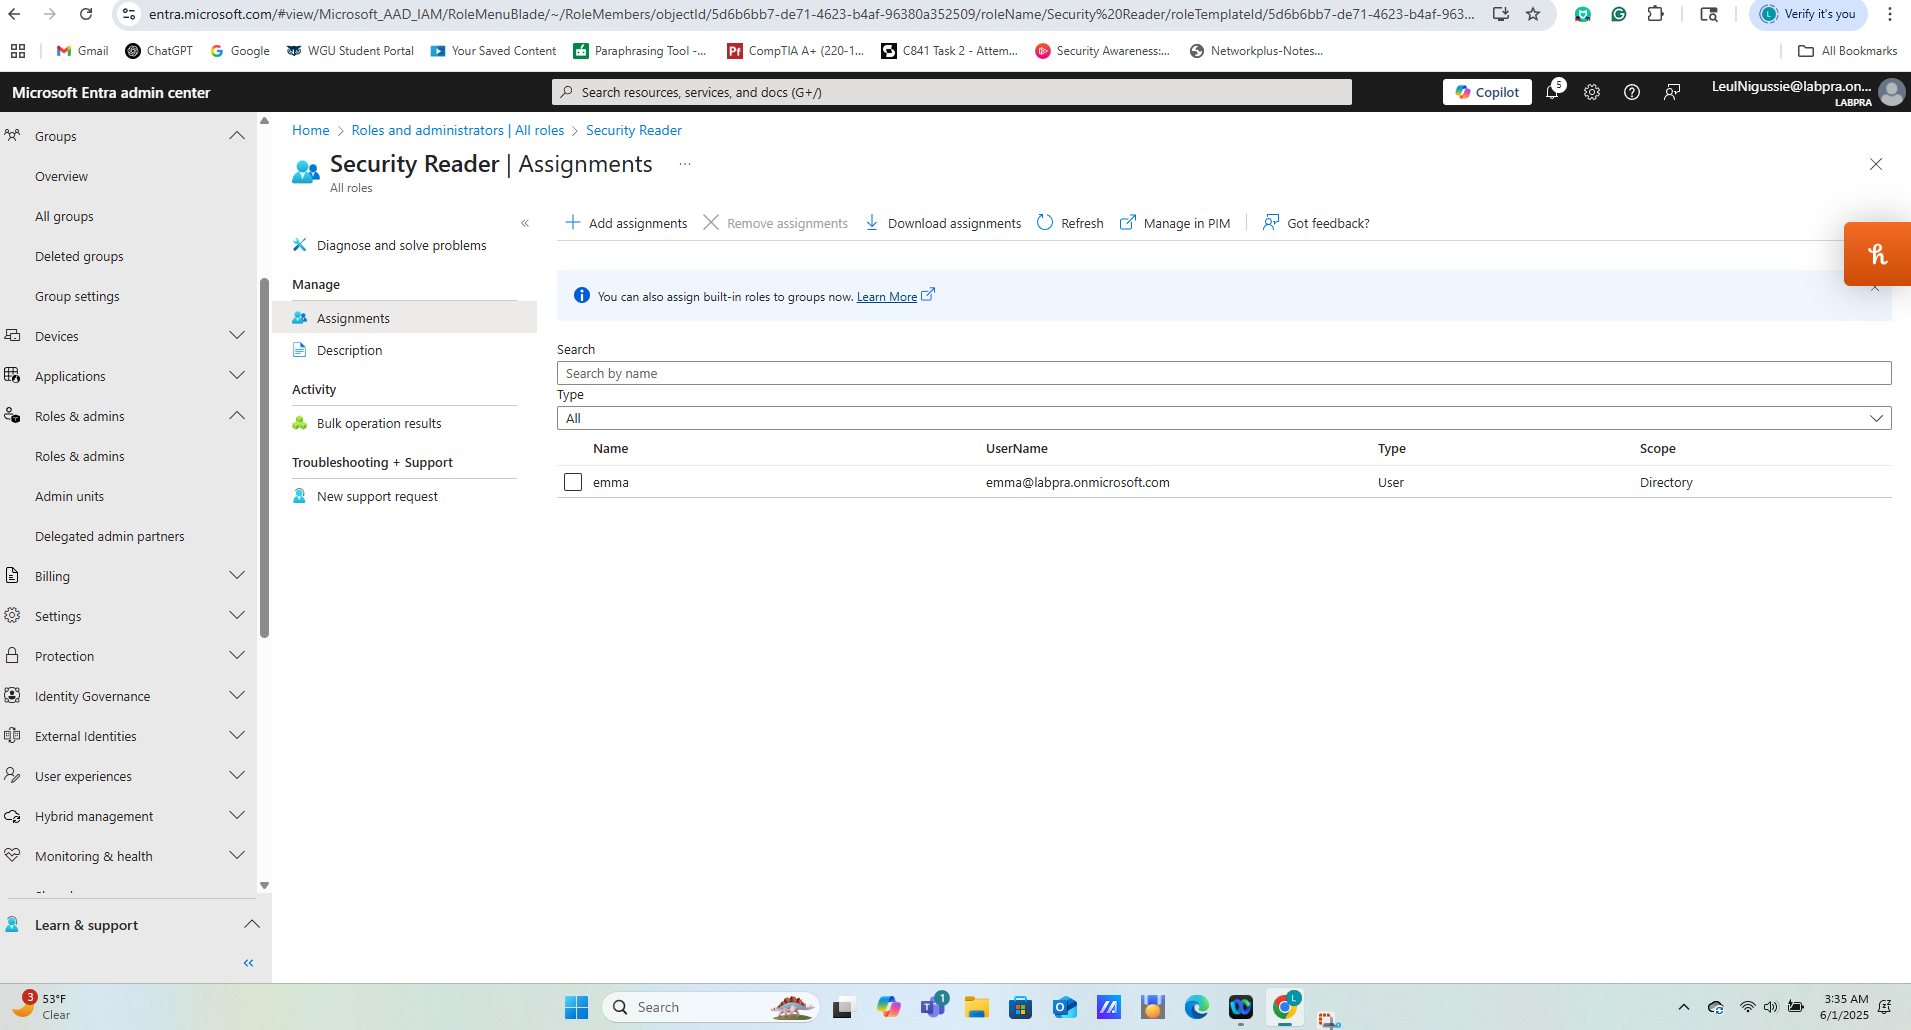 entra.microsoft.com/#view/Microsoft_AAD_IAM/RoleMenuBlade/~/RoleMembers/objectId/5d6b6bb7-de71-4623-b4af-96380a352509/roleName/Security%20Reader/roleTemplateId/5d6b6bb7-de71-4623-b4af-963... L Verify it's you
Gmail ChatGPT Google WGU Student Portal Your Saved Content Paraphrasing Tool -... Pf CompTIA A+ (220-1... C841 Task 2 - Attem... Security Awareness:... Networkplus-Notes... All Bookmarks
Microsoft Entra admin center Search resources, services, and docs (G+/) Copilot 5 LeulNigussie@labpra.on...
LABPRA
Home > Roles and administrators | All roles > Security Reader
Security Reader | Assignments ...
All roles
Groups
Overview
All groups
Deleted groups
Group settings
Devices
Applications
Roles & admins
Roles & admins
Admin units
Delegated admin partners
Billing
Settings
Protection
Identity Governance
External Identities
User experiences
Hybrid management
Monitoring & health
Learn & support
«
«
Diagnose and solve problems
Manage
Assignments
Description
Activity
Bulk operation results
Troubleshooting + Support
New support request
Add assignments Remove assignments Download assignments Refresh Manage in PIM Got feedback?
You can also assign built-in roles to groups now. Learn More
Search
Search by name
Type
All
Name UserName Type Scope
emma emma@labpra.onmicrosoft.com User Directory
3 53°F
Clear
Search
1
L
3:35 AM
6/1/2025